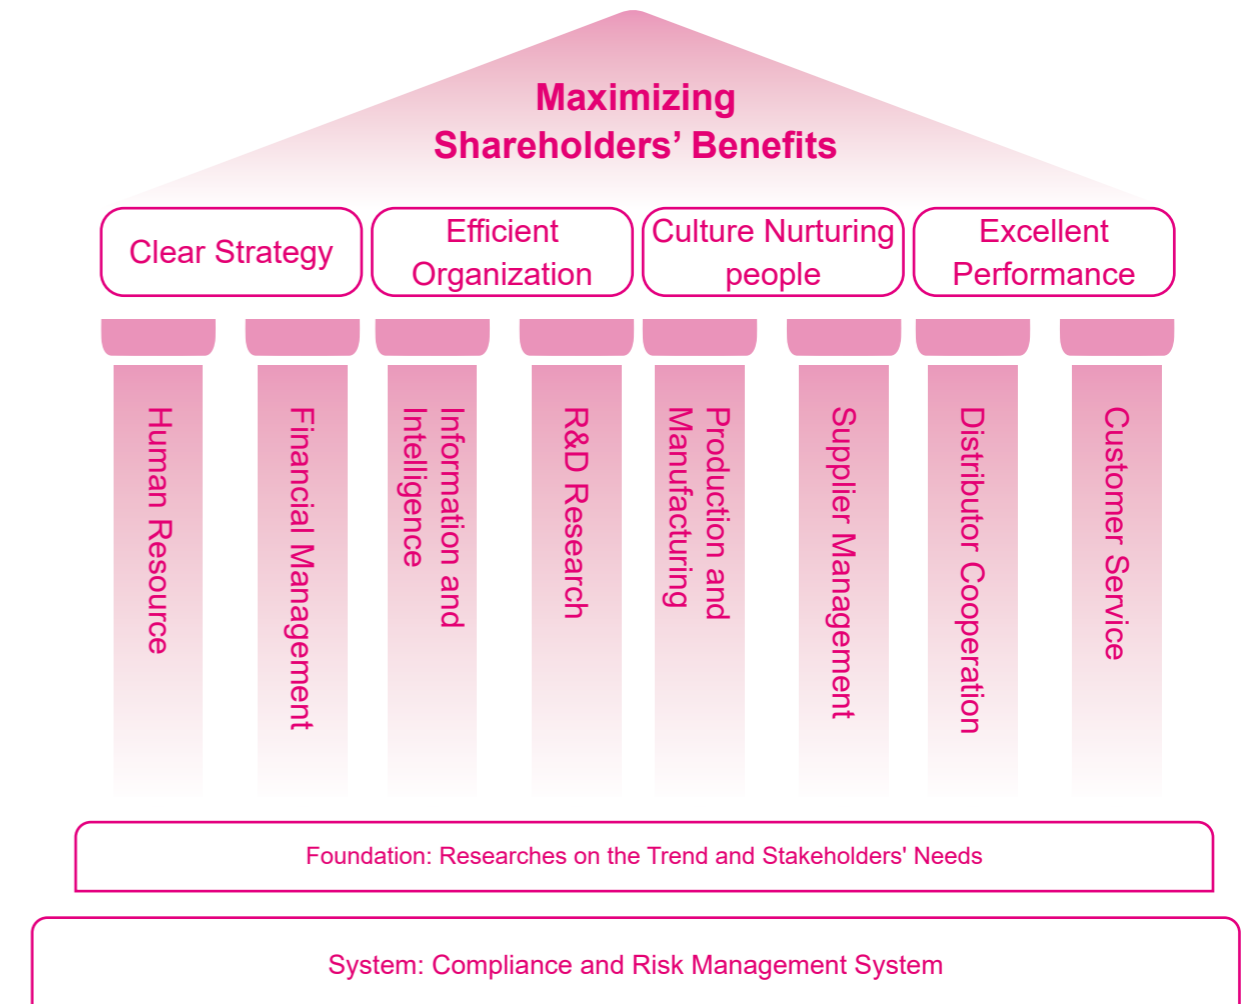 Maximizing
Shareholders’ Benefits
Clear Strategy
Efficient
Organization
Culture Nurturing
people
Excellent
Performance
Human Resource
Financial Management
Information and
Intelligence
R&D Research
Production and
Manufacturing
Supplier Management
Distributor Cooperation
Customer Service
Foundation: Researches on the Trend and Stakeholders' Needs
System: Compliance and Risk Management System